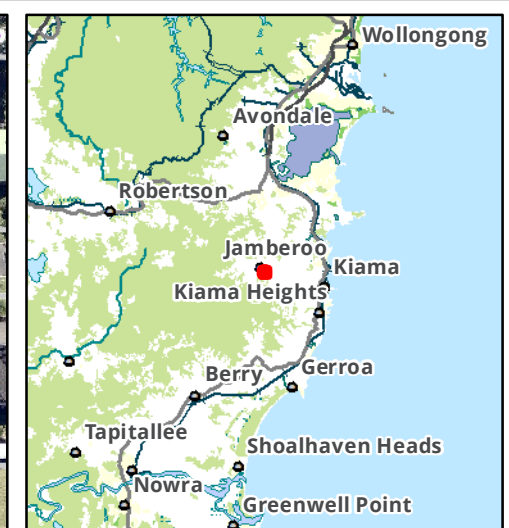 Wollongong
Avondale
Robertson
Jamberoo
Kiama
Kiama Heights
Gerroa
Berry
Tapitallee
Shoalhaven Heads
Nowra
Greenwell Point